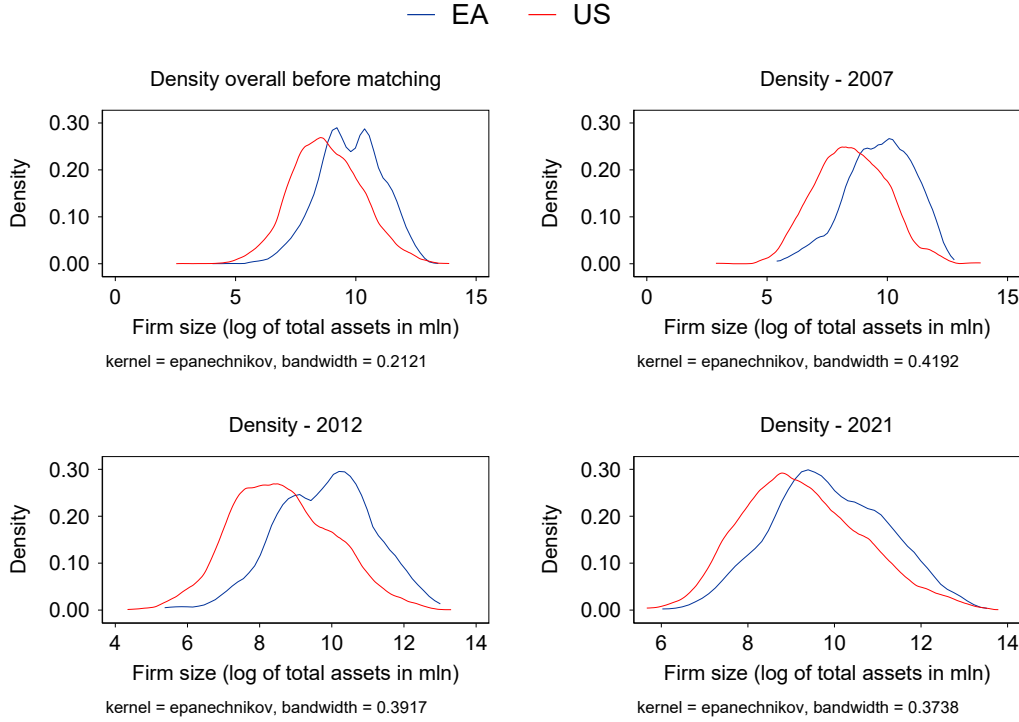 EA US
Density overall before matching
0.30
0.20
0.10
0.00
Density
0 5 10 15
Firm size (log of total assets in mln)
kernel = epanechnikov, bandwidth = 0.2121
Density - 2007
0.30
0.20
0.10
0.00
Density
0 5 10 15
Firm size (log of total assets in mln)
kernel = epanechnikov, bandwidth = 0.4192
Density - 2012
0.30
0.20
0.10
0.00
Density
4 6 8 10 12 14
Firm size (log of total assets in mln)
kernel = epanechnikov, bandwidth = 0.3917
Density - 2021
0.30
0.20
0.10
0.00
Density
6 8 10 12 14
Firm size (log of total assets in mln)
kernel = epanechnikov, bandwidth = 0.3738